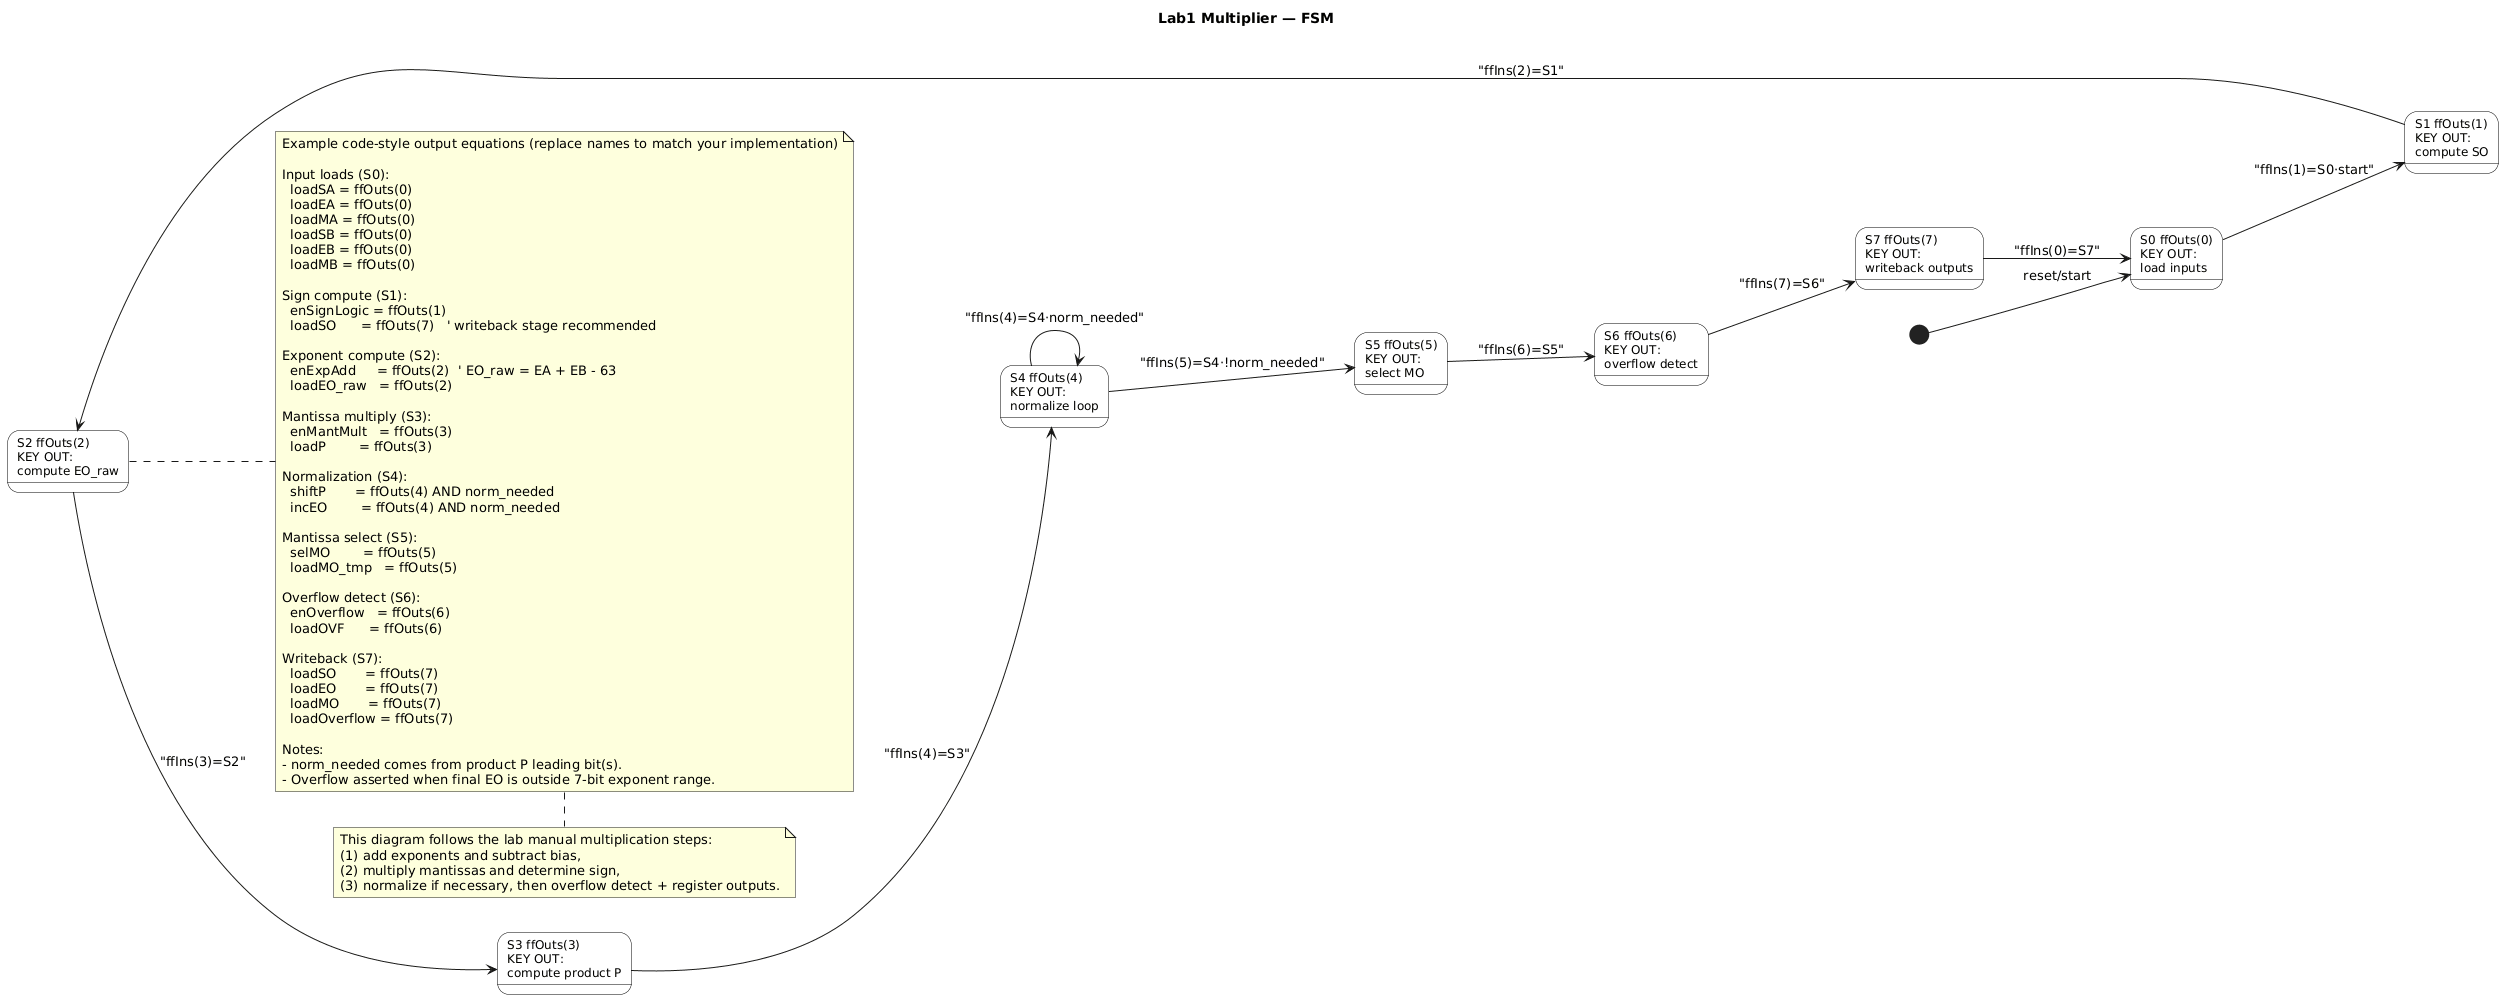 Lab1 Multiplier — FSM
"ffIns(2)=S1"
S1 ffOuts(1)
KEY OUT:
compute SO
"ffIns(1)=S0·start"
Example code-style output equations (replace names to match your implementation)
Input loads (S0):
loadSA = ffOuts(0)
loadEA = ffOuts(0)
loadMA = ffOuts(0)
loadSB = ffOuts(0)
loadEB = ffOuts(0)
loadMB = ffOuts(0)
Sign compute (S1):
enSignLogic = ffOuts(1)
loadSO = ffOuts(7) ' writeback stage recommended
Exponent compute (S2):
enExpAdd = ffOuts(2) ' EO_raw = EA + EB - 63
loadEO_raw = ffOuts(2)
Mantissa multiply (S3):
enMantMult = ffOuts(3)
loadP = ffOuts(3)
Normalization (S4):
shiftP = ffOuts(4) AND norm_needed
incEO = ffOuts(4) AND norm_needed
Mantissa select (S5):
selMO = ffOuts(5)
loadMO_tmp = ffOuts(5)
Overflow detect (S6):
enOverflow = ffOuts(6)
loadOVF = ffOuts(6)
Writeback (S7):
loadSO = ffOuts(7)
loadEO = ffOuts(7)
loadMO = ffOuts(7)
loadOverflow = ffOuts(7)
Notes:
- norm_needed comes from product P leading bit(s).
- Overflow asserted when final EO is outside 7-bit exponent range.
S7 ffOuts(7)
KEY OUT:
writeback outputs
"ffIns(0)=S7"
S0 ffOuts(0)
KEY OUT:
load inputs
reset/start
"ffIns(7)=S6"
"ffIns(4)=S4·norm_needed"
S4 ffOuts(4)
KEY OUT:
normalize loop
"ffIns(5)=S4·!norm_needed"
S5 ffOuts(5)
KEY OUT:
select MO
"ffIns(6)=S5"
S6 ffOuts(6)
KEY OUT:
overflow detect
S2 ffOuts(2)
KEY OUT:
compute EO_raw
"ffIns(3)=S2"
"ffIns(4)=S3"
This diagram follows the lab manual multiplication steps:
(1) add exponents and subtract bias,
(2) multiply mantissas and determine sign,
(3) normalize if necessary, then overflow detect + register outputs.
S3 ffOuts(3)
KEY OUT:
compute product P